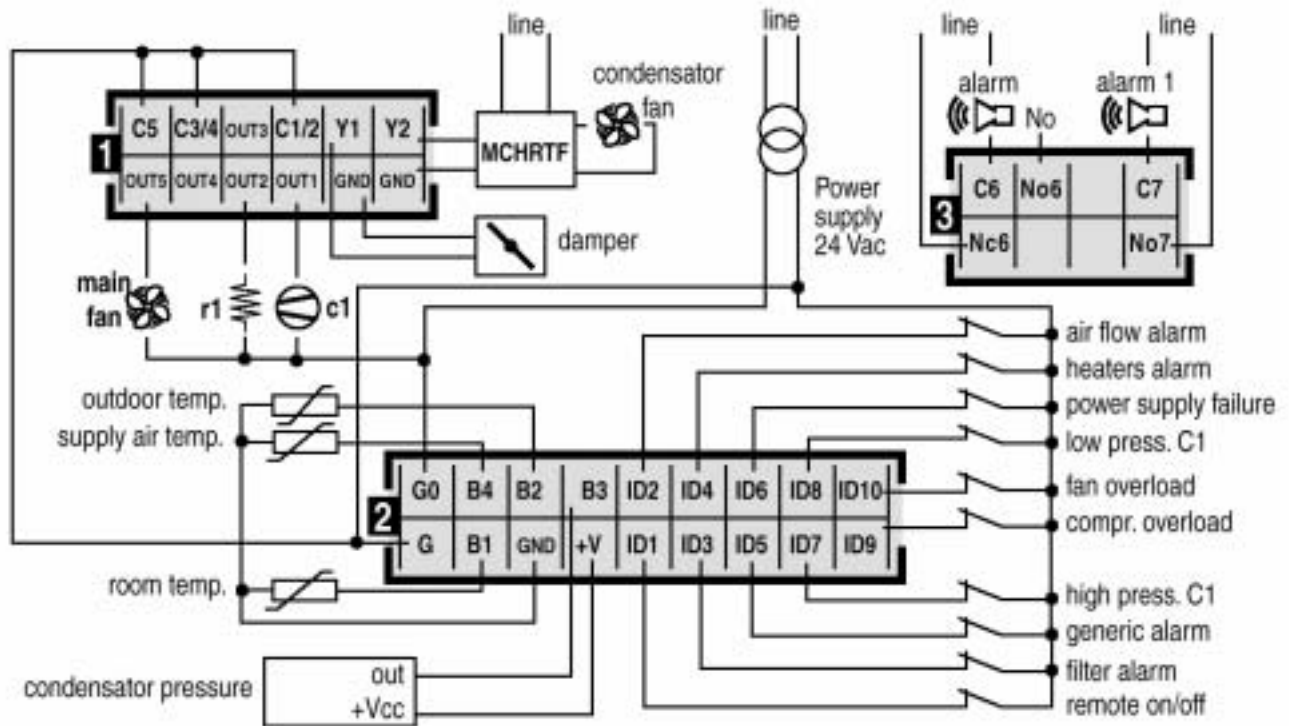 line
line
line
line
condensator
fan
alarm
No
alarm 1
1
C5 C3/4 OUT3 C1/2 Y1 Y2
OUT5 OUT4 OUT2 OUT1 GND GND
MCHRTF
Power
supply
24 Vac
3
C6 No6 C7
Nc6 No7
damper
main
fan
r1
c1
air flow alarm
heaters alarm
power supply failure
low press. C1
fan overload
compr. overload
outdoor temp.
supply air temp.
2
G0 B4 B2 B3 ID2 ID4 ID6 ID8 ID10
G B1 GND +V ID1 ID3 ID5 ID7 ID9
room temp.
high press. C1
generic alarm
filter alarm
remote on/off
condensator pressure
out
+Vcc